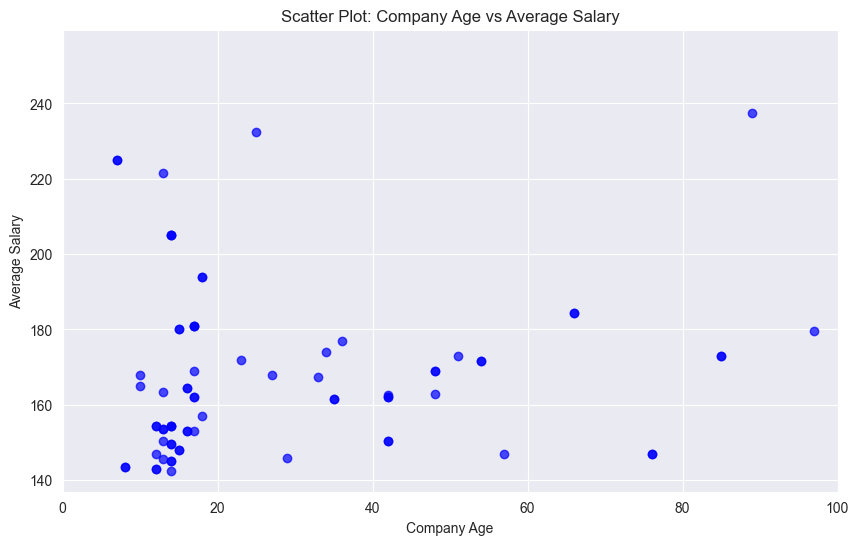 Scatter Plot: Company Age vs Average Salary
Average Salary
240
220
200
180
160
140
0 20 40 60 80 100
Company Age